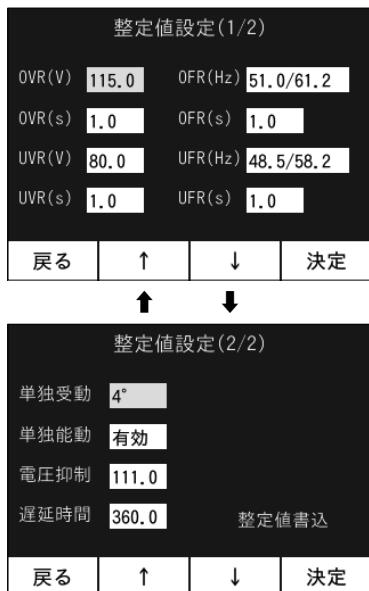 整定値設定(1/2)
OVR(V) 115.0 OFR(Hz) 51.0/61.2
OVR(s) 1.0 OFR(s) 1.0
UVR(V) 80.0 UFR(Hz) 48.5/58.2
UVR(s) 1.0 UFR(s) 1.0
戻る ↑ ↓ 決定
整定値設定(2/2)
単独受動 4°
単独能動 有効
電圧抑制 111.0
遅延時間 360.0 整定値書込
戻る ↑ ↓ 決定